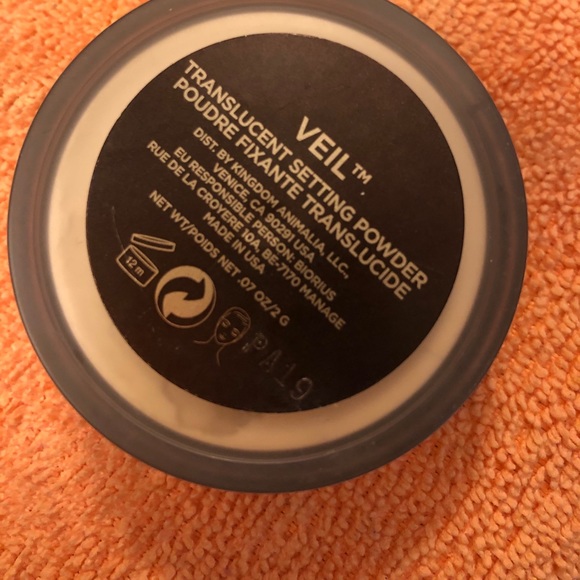 VEIL™
TRANSLUCENT SETTING POWDER
POUDRE FIXANTE TRANSLUCIDE
DIST. BY KINGDOM ANIMALIA, LLC,
VENICE, CA 90291 USA
EU RESPONSIBLE PERSON: BIORIUS
RUE DE LA CROYERE 10A, BE-7170 MANAGE
MADE IN USA
NET WT/POIDS NET .07 OZ/2 G
12 m
PA19